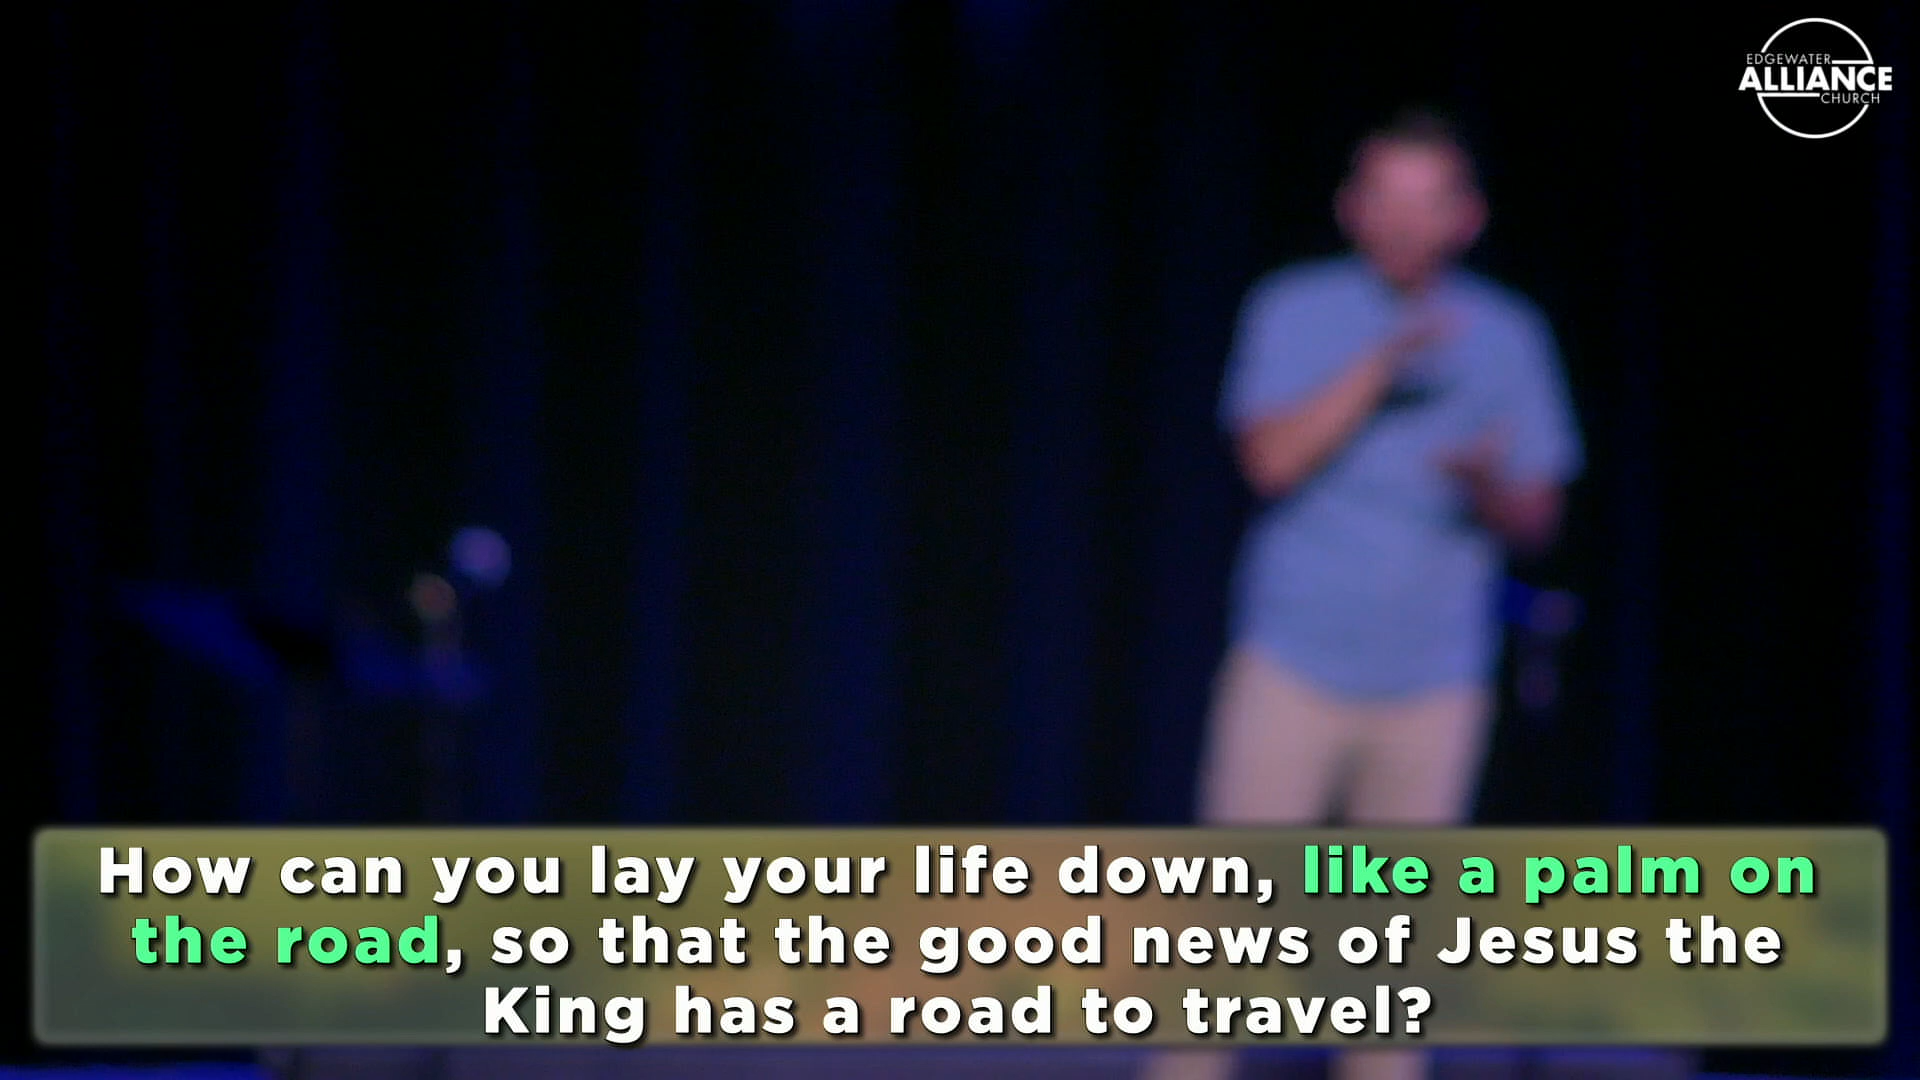 EDGEWATER
ALLIANCE
CHURCH
How can you lay your life down, like a palm on
the road, so that the good news of Jesus the
King has a road to travel?